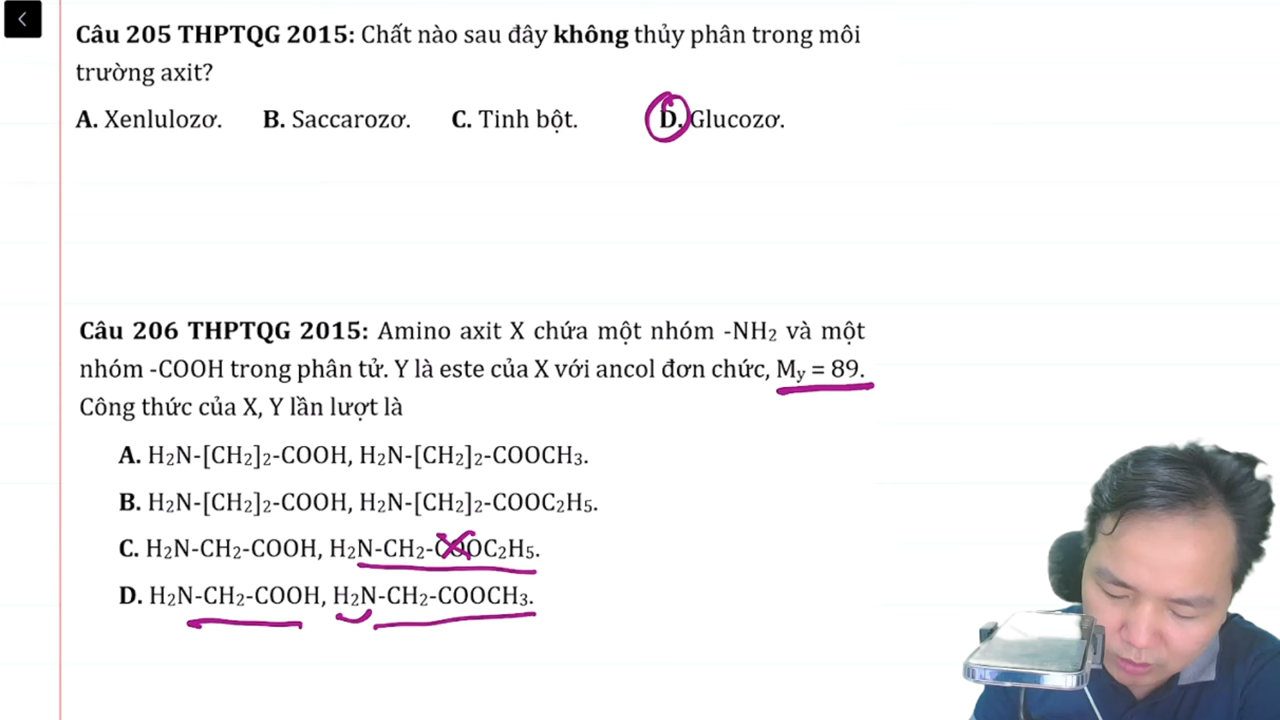 Câu 205 THPTQG 2015: Chất nào sau đây không thủy phân trong môi
trường axit?
A. Xenlulozơ. B. Saccarozơ. C. Tinh bột. D. Glucozơ.
Câu 206 THPTQG 2015: Amino axit X chứa một nhóm -NH₂ và một
nhóm -COOH trong phân tử. Y là este của X với ancol đơn chức, My = 89.
Công thức của X, Y lần lượt là
A. H₂N-[CH₂]₂-COOH, H₂N-[CH₂]₂-COOCH₃.
B. H₂N-[CH₂]₂-COOH, H₂N-[CH₂]₂-COOC₂H₅.
C. H₂N-CH₂-COOH, H₂N-CH₂-COOC₂H₅.
D. H₂N-CH₂-COOH, H₂N-CH₂-COOCH₃.